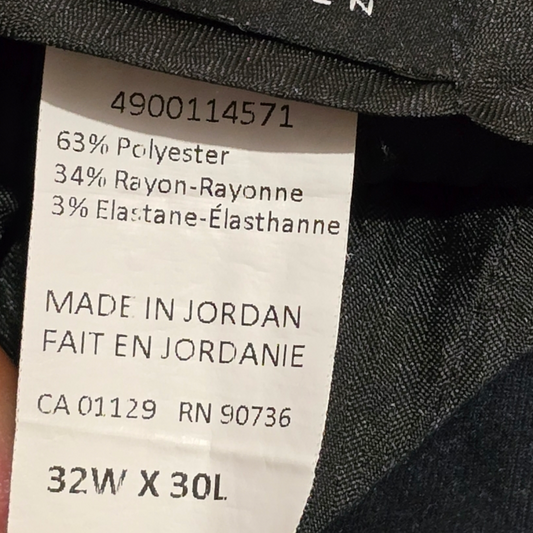 4900114571
63% Polyester
34% Rayon-Rayonne
3% Elastane-Élasthanne
MADE IN JORDAN
FAIT EN JORDANIE
CA 01129 RN 90736
32W X 30L